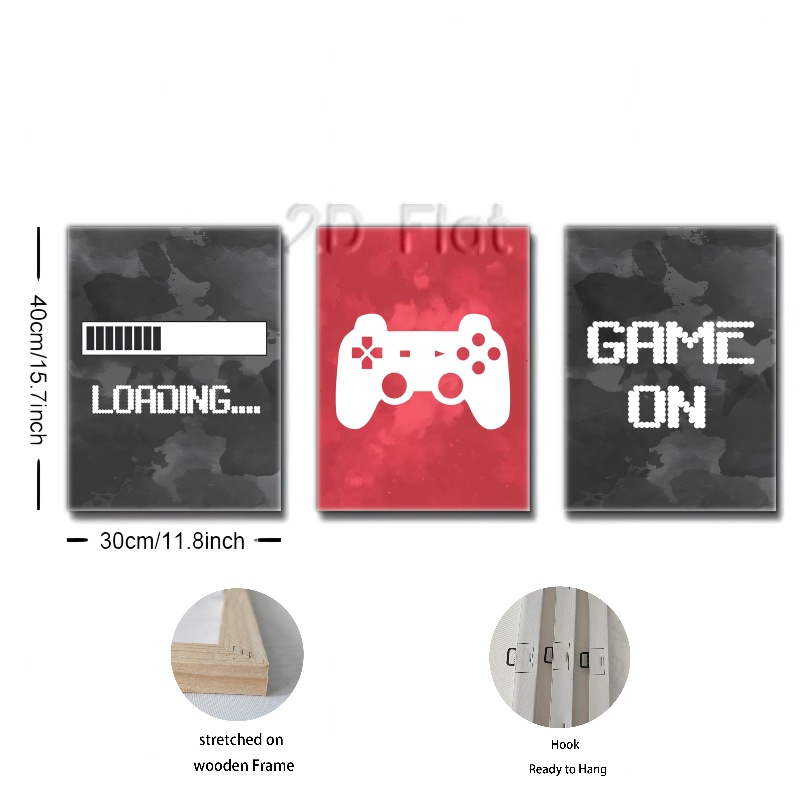 2D Flat
40cm/15.7inch
LOADING....
GAME
ON
30cm/11.8inch
stretched on
wooden Frame
Hook
Ready to Hang